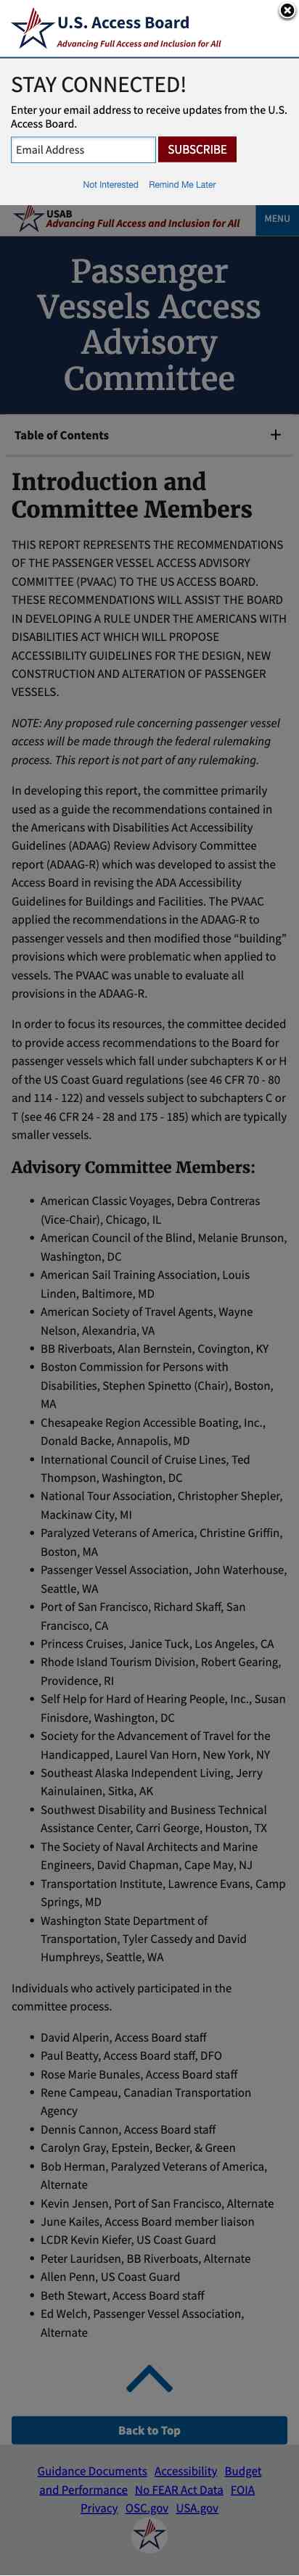 U.S. Access Board
Advancing Full Access and Inclusion for All
STAY CONNECTED!
Enter your email address to receive updates from the U.S.
Access Board.
Email Address
SUBSCRIBE
Not Interested Remind Me Later
USAB
Advancing Full Access and Inclusion for All
MENU
Passenger
Vessels Access
Advisory
Committee
Table of Contents
+
Introduction and
Committee Members
THIS REPORT REPRESENTS THE RECOMMENDATIONS
OF THE PASSENGER VESSEL ACCESS ADVISORY
COMMITTEE (PVAAC) TO THE US ACCESS BOARD.
THESE RECOMMENDATIONS WILL ASSIST THE BOARD
IN DEVELOPING A RULE UNDER THE AMERICANS WITH
DISABILITIES ACT WHICH WILL PROPOSE
ACCESSIBILITY GUIDELINES FOR THE DESIGN, NEW
CONSTRUCTION AND ALTERATION OF PASSENGER
VESSELS.
NOTE: Any proposed rule concerning passenger vessel
access will be made through the federal rulemaking
process. This report is not part of any rulemaking.
In developing this report, the committee primarily
used as a guide the recommendations contained in
the Americans with Disabilities Act Accessibility
Guidelines (ADAAG) Review Advisory Committee
report (ADAAG-R) which was developed to assist the
Access Board in revising the ADA Accessibility
Guidelines for Buildings and Facilities. The PVAAC
applied the recommendations in the ADAAG-R to
passenger vessels and then modified those “building”
provisions which were problematic when applied to
vessels. The PVAAC was unable to evaluate all
provisions in the ADAAG-R.
In order to focus its resources, the committee decided
to provide access recommendations to the Board for
passenger vessels which fall under subchapters K or H
of the US Coast Guard regulations (see 46 CFR 70 - 80
and 114 - 122) and vessels subject to subchapters C or
T (see 46 CFR 24 - 28 and 175 - 185) which are typically
smaller vessels.
Advisory Committee Members:
• American Classic Voyages, Debra Contreras
(Vice-Chair), Chicago, IL
• American Council of the Blind, Melanie Brunson,
Washington, DC
• American Sail Training Association, Louis
Linden, Baltimore, MD
• American Society of Travel Agents, Wayne
Nelson, Alexandria, VA
• BB Riverboats, Alan Bernstein, Covington, KY
• Boston Commission for Persons with
Disabilities, Stephen Spinetto (Chair), Boston,
MA
• Chesapeake Region Accessible Boating, Inc.,
Donald Backe, Annapolis, MD
• International Council of Cruise Lines, Ted
Thompson, Washington, DC
• National Tour Association, Christopher Shepler,
Mackinaw City, MI
• Paralyzed Veterans of America, Christine Griffin,
Boston, MA
• Passenger Vessel Association, John Waterhouse,
Seattle, WA
• Port of San Francisco, Richard Skaff, San
Francisco, CA
• Princess Cruises, Janice Tuck, Los Angeles, CA
• Rhode Island Tourism Division, Robert Gearing,
Providence, RI
• Self Help for Hard of Hearing People, Inc., Susan
Finisdore, Washington, DC
• Society for the Advancement of Travel for the
Handicapped, Laurel Van Horn, New York, NY
• Southeast Alaska Independent Living, Jerry
Kainulainen, Sitka, AK
• Southwest Disability and Business Technical
Assistance Center, Carri George, Houston, TX
• The Society of Naval Architects and Marine
Engineers, David Chapman, Cape May, NJ
• Transportation Institute, Lawrence Evans, Camp
Springs, MD
• Washington State Department of
Transportation, Tyler Cassedy and David
Humphreys, Seattle, WA
Individuals who actively participated in the
committee process.
• David Alperin, Access Board staff
• Paul Beatty, Access Board staff, DFO
• Rose Marie Bunales, Access Board staff
• Rene Campeau, Canadian Transportation
Agency
• Dennis Cannon, Access Board staff
• Carolyn Gray, Epstein, Becker, & Green
• Bob Herman, Paralyzed Veterans of America,
Alternate
• Kevin Jensen, Port of San Francisco, Alternate
• June Kailes, Access Board member liaison
• LCDR Kevin Kiefer, US Coast Guard
• Peter Lauridsen, BB Riverboats, Alternate
• Allen Penn, US Coast Guard
• Beth Stewart, Access Board staff
• Ed Welch, Passenger Vessel Association,
Alternate
Back to Top
Guidance Documents Accessibility Budget
and Performance No FEAR Act Data FOIA
Privacy OSC.gov USA.gov